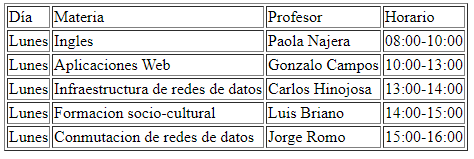 Día Materia Profesor Horario
Lunes Ingles Paola Najera 08:00-10:00
Lunes Aplicaciones Web Gonzalo Campos 10:00-13:00
Lunes Infraestructura de redes de datos Carlos Hinojosa 13:00-14:00
Lunes Formacion socio-cultural Luis Briano 14:00-15:00
Lunes Conmutacion de redes de datos Jorge Romo 15:00-16:00